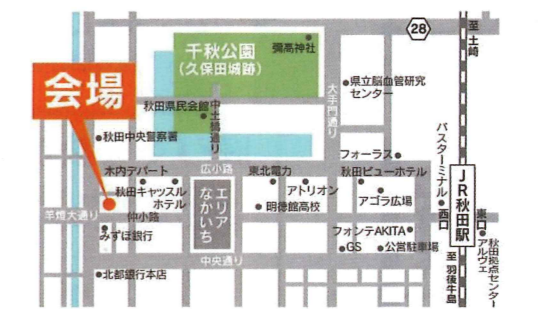 28
至土崎
千秋公園
(久保田城跡)
彌高神社
会場
県立脳血管研究
センター
大手門通り
秋田県民会館
中土橋通り
秋田中央警察署
バスターミナル
フォーラス
木内デパート
広小路
東北電力
秋田ビューホテル
秋田キャッスル
ホテル
エリア
なかいち
アトリオン
アゴラ広場
明徳館高校
竿燈大通り
仲小路
みずほ銀行
フォンテAKITA
GS
公営駐車場
西口
JR秋田駅
東口
秋田拠点センター
アルヴェ
中央通り
北都銀行本店
至羽後牛島